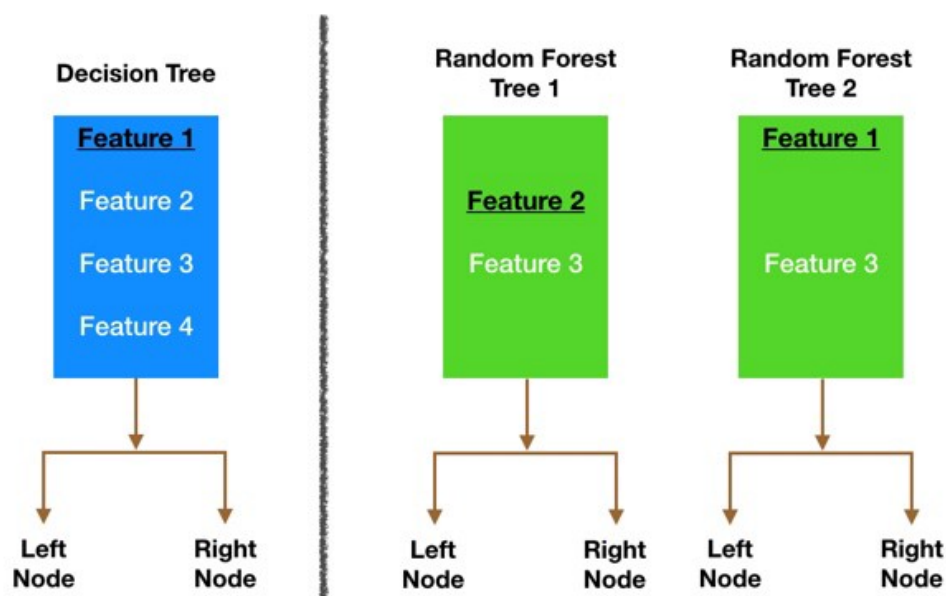 Decision Tree
Feature 1
Feature 2
Feature 3
Feature 4
Left
Node
Right
Node
Random Forest
Tree 1
Feature 2
Feature 3
Left
Node
Right
Node
Random Forest
Tree 2
Feature 1
Feature 3
Left
Node
Right
Node